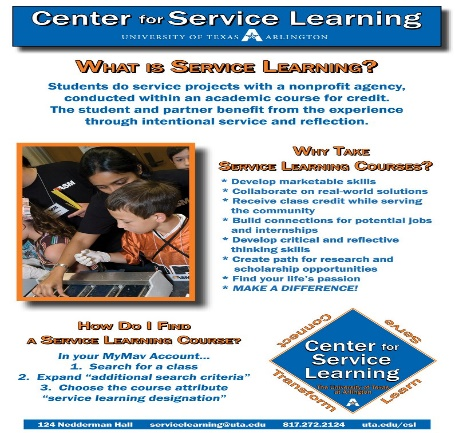 Center for Service Learning
UNIVERSITY OF TEXAS A ARLINGTON
WHAT IS SERVICE LEARNING?
Students do service projects with a nonprofit agency,
conducted within an academic course for credit.
The student and partner benefit from the experience
through intentional service and reflection.
WHY TAKE
SERVICE LEARNING COURSES?
* Develop marketable skills
* Collaborate on real-world solutions
* Receive class credit while serving
the community
* Build connections for potential jobs
and internships
* Develop critical and reflective
thinking skills
* Create path for research and
scholarship opportunities
* Find your life's passion
* MAKE A DIFFERENCE!
HOW DO I FIND
A SERVICE LEARNING COURSE?
In your MyMav Account...
1. Search for a class
2. Expand "additional search criteria"
3. Choose the course attribute
"service learning designation"
Connect
Serve
Center for
Service
Learning
The University of Texas
at Arlington
Transform
Learn
124 Nedderman Hall servicelearning@uta.edu 817.272.2124 uta.edu/csl